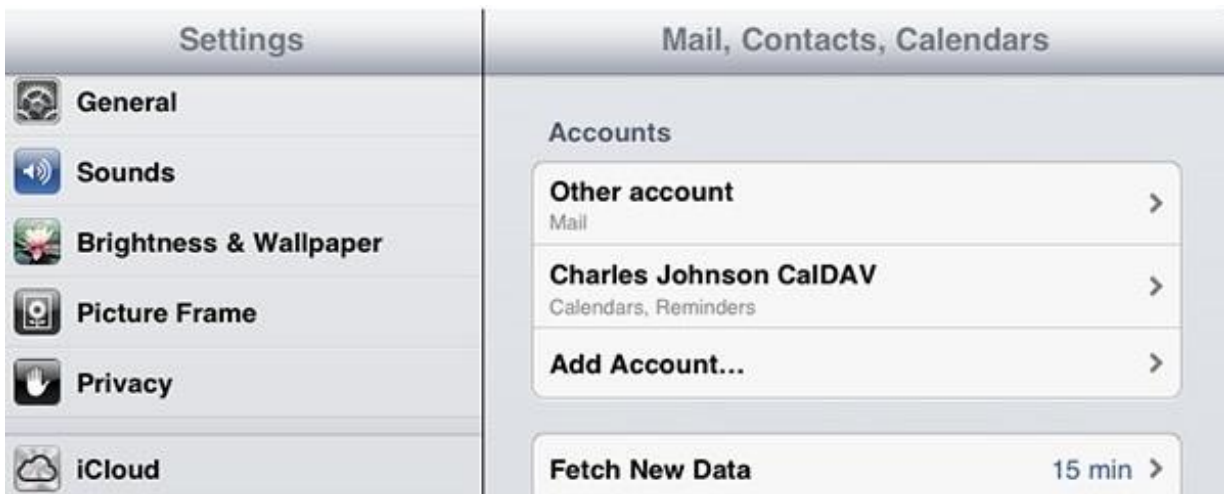 Settings
General
Sounds
Brightness & Wallpaper
Picture Frame
Privacy
iCloud
Mail, Contacts, Calendars
Accounts
Other account
Mail
Charles Johnson CalDAV
Calendars, Reminders
Add Account...
Fetch New Data 15 min